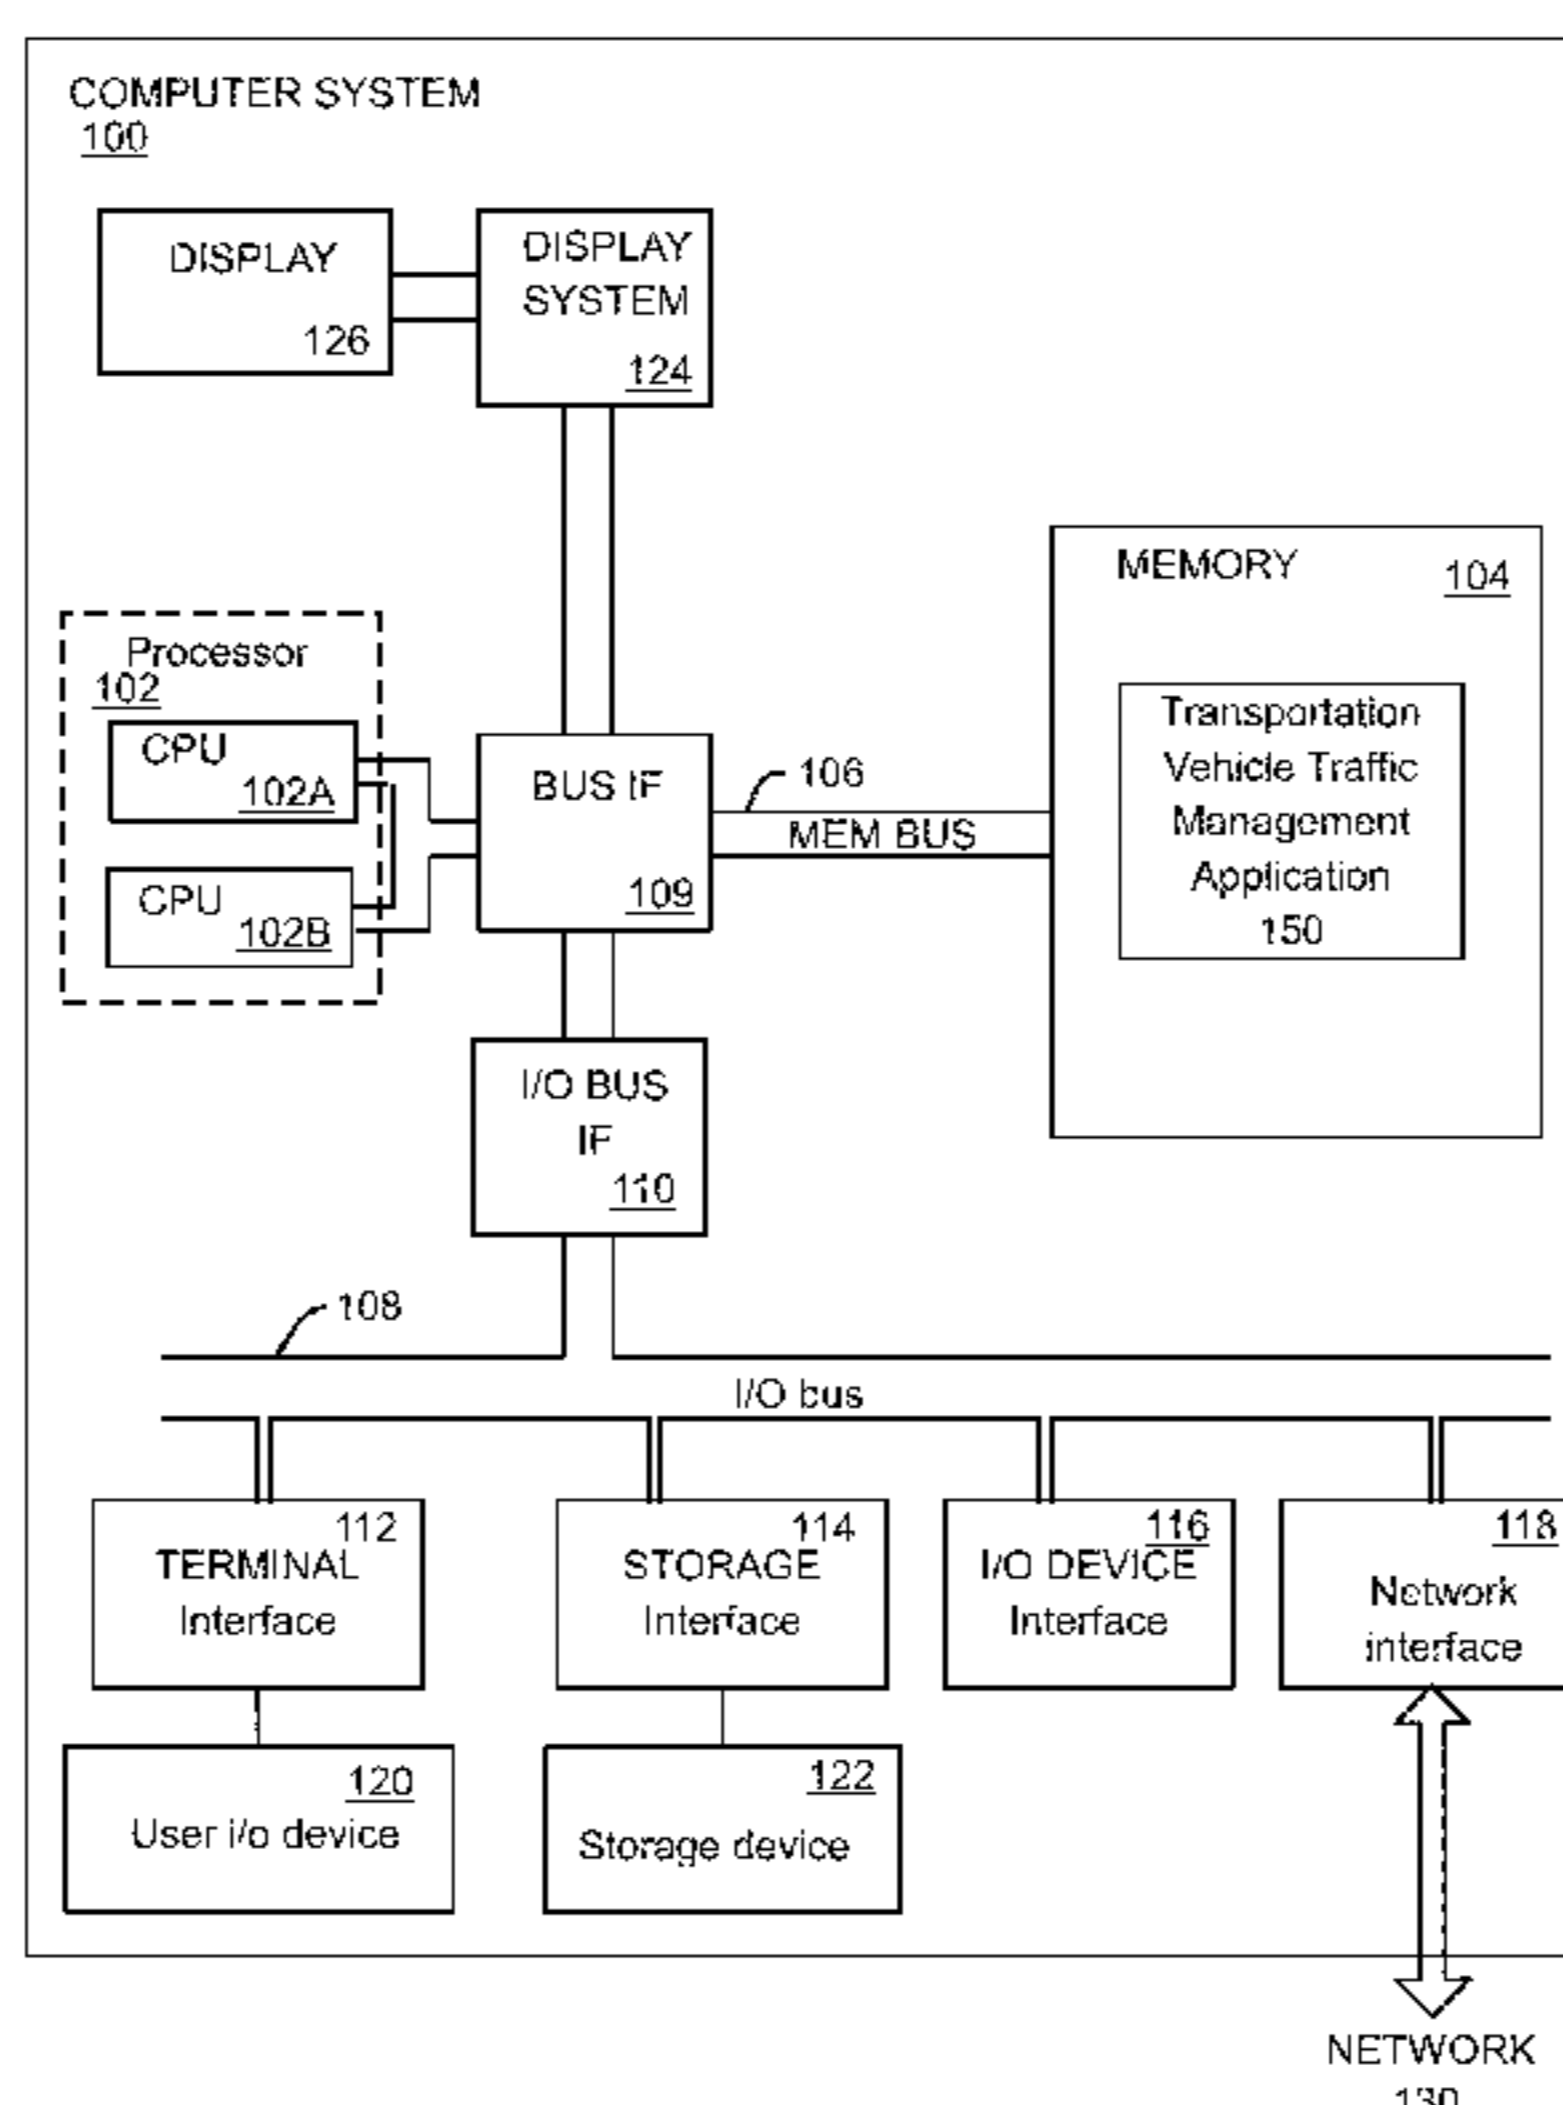 COMPUTER SYSTEM
100
DISPLAY
126
DISPLAY
SYSTEM
124
MEMORY
104
Transportation
Vehicle Traffic
Management
Application
150
Processor
102
CPU
102A
CPU
102B
BUS IF
109
106
MEM BUS
I/O BUS
IF
110
108
I/O bus
112
TERMINAL
Interface
114
STORAGE
Interface
116
I/O DEVICE
Interface
118
Network
interface
120
User i/o device
122
Storage device
NETWORK
130